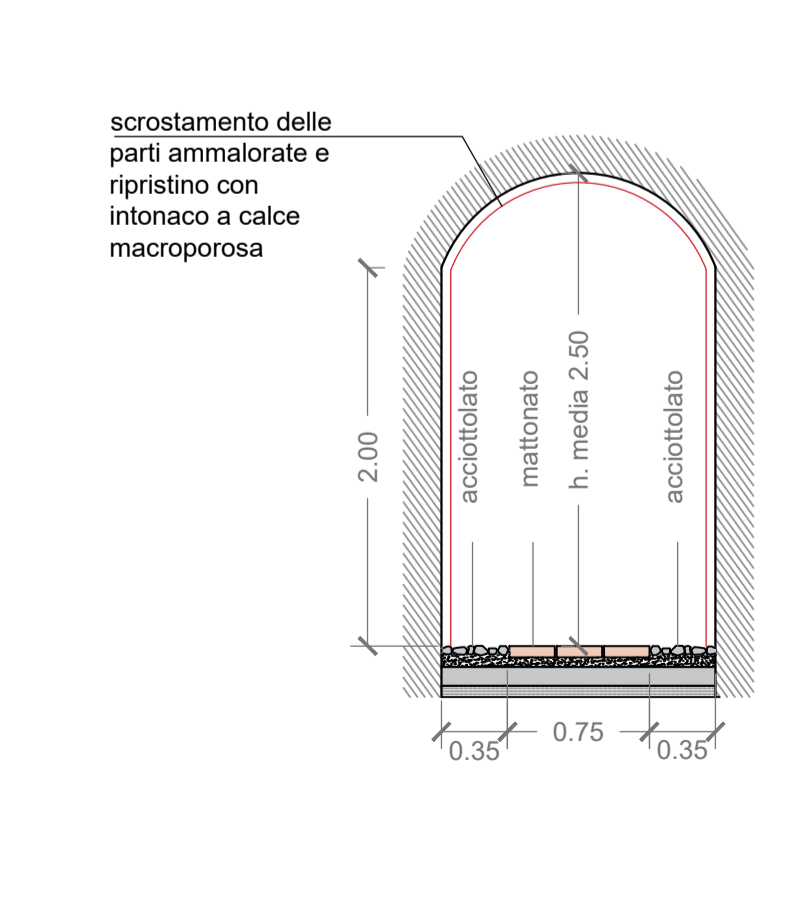 scrostamento delle
parti ammalorate e
ripristino con
intonaco a calce
macroporosa
2.00
acciottolato
mattonato
h. media 2.50
acciottolato
0.35
0.75
0.35